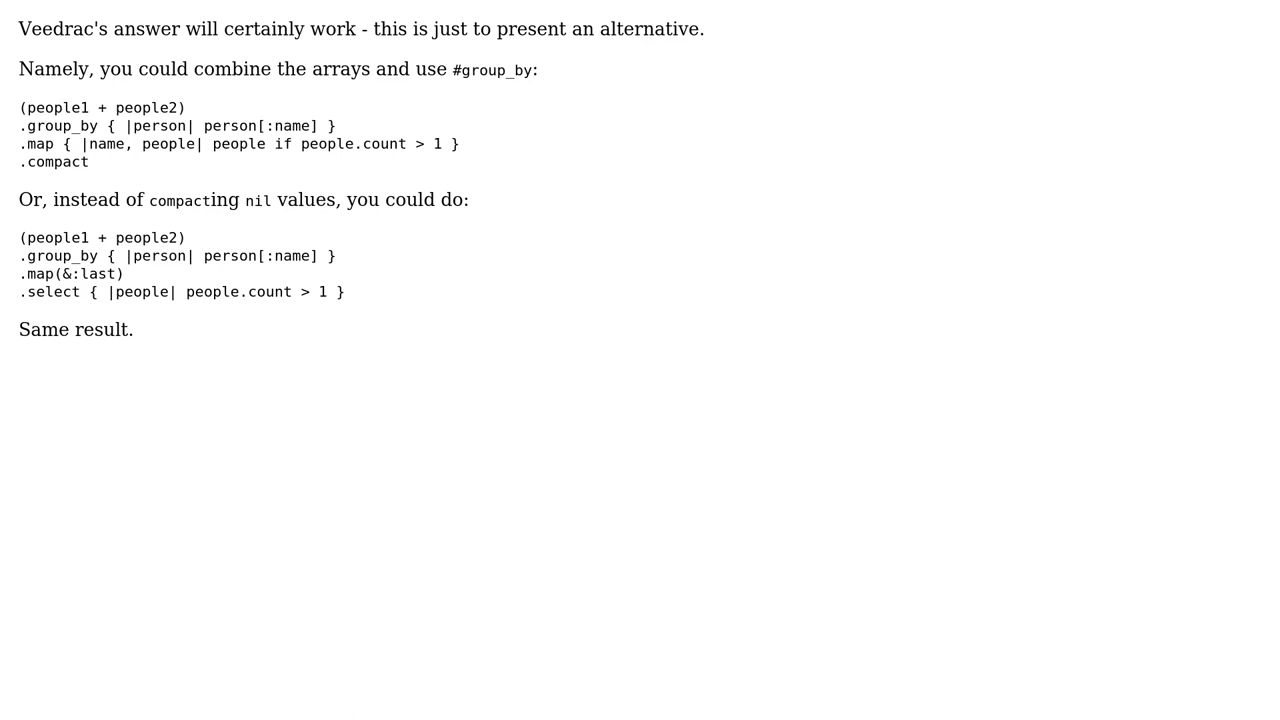 Veedrac's answer will certainly work - this is just to present an alternative.
Namely, you could combine the arrays and use #group_by:
(people1 + people2)
.group_by { |person| person[:name] }
.map { |name, people| people if people.count > 1 }
.compact
Or, instead of compacting nil values, you could do:
(people1 + people2)
.group_by { |person| person[:name] }
.map(&:last)
.select { |people| people.count > 1 }
Same result.